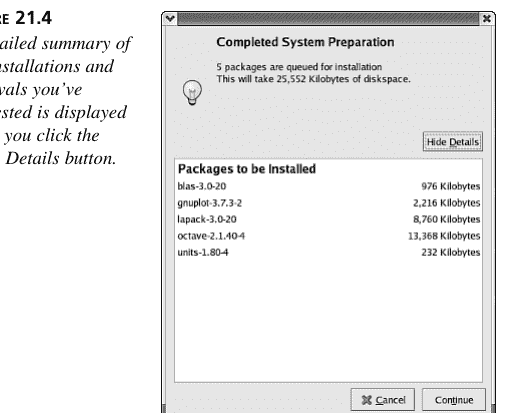 RE 21.4
ailed summary of
nstallations and
vals you've
ested is displayed
you click the
Details button.
Completed System Preparation
5 packages are queued for installation
This will take 25,552 Kilobytes of diskspace.
Hide Details
Packages to be Installed
blas-3.0-20 976 Kilobytes
gnuplot-3.7.3-2 2,216 Kilobytes
lapack-3.0-20 8,760 Kilobytes
octave-2.1.40-4 13,368 Kilobytes
units-1.80-4 232 Kilobytes
Cancel Continue